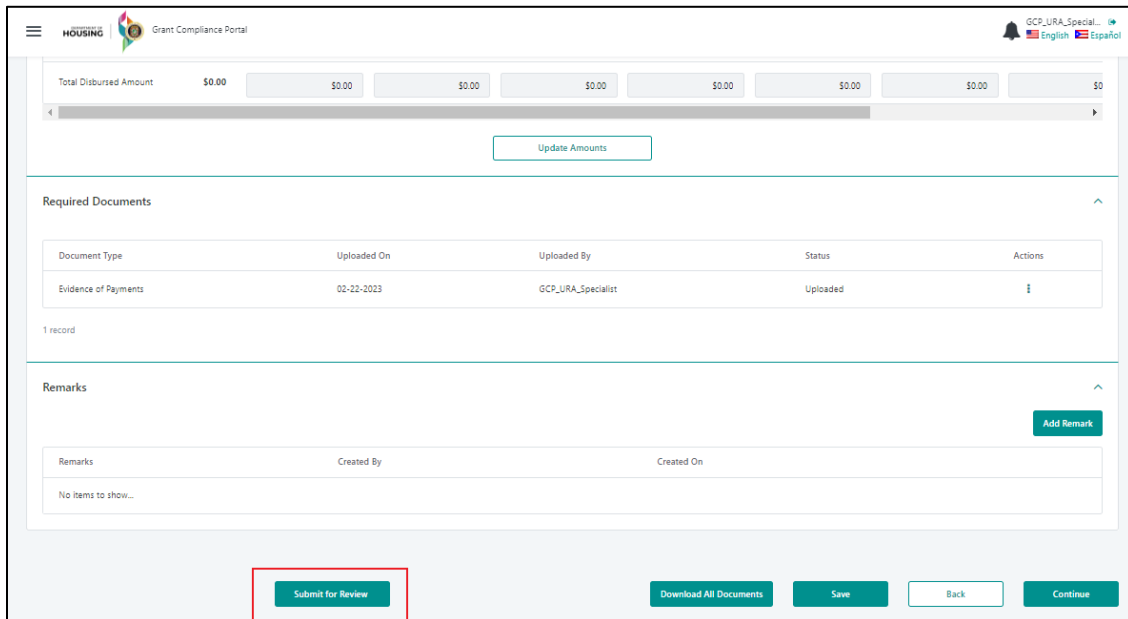 DEPARTMENT OF
HOUSING
Grant Compliance Portal
GCP_URA_Special...
English Español
Total Disbursed Amount $0.00 $0.00 $0.00 $0.00 $0.00 $0.00 $0.00 $0
Update Amounts
Required Documents
Document Type Uploaded On Uploaded By Status Actions
Evidence of Payments 02-22-2023 GCP_URA_Specialist Uploaded
1 record
Remarks
Add Remark
Remarks Created By Created On
No items to show...
Submit for Review Download All Documents Save Back Continue